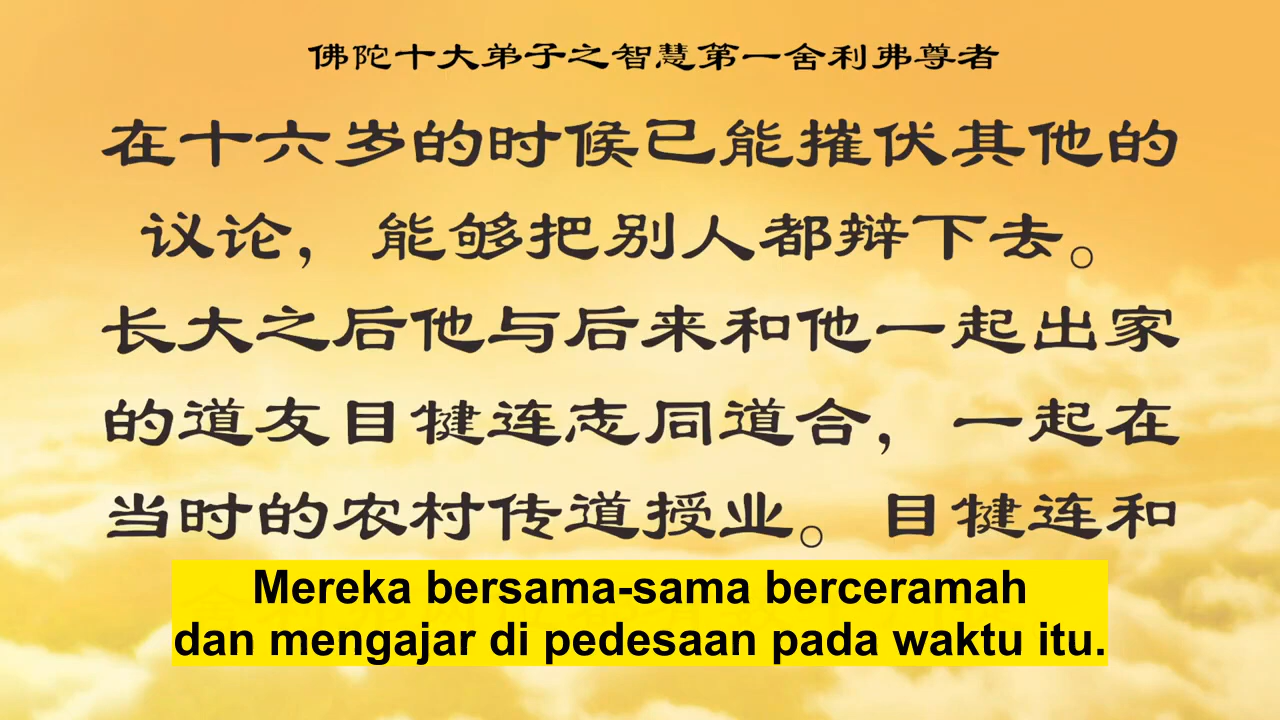 佛陀十大弟子之智慧第一舍利弗尊者
在十六岁的时候已能摧伏其他的
议论，能够把别人都辩下去。
长大之后他与后来和他一起出家
的道友目犍连志同道合，一起在
当时的农村传道授业。目犍连和
Mereka bersama-sama berceramah
dan mengajar di pedesaan pada waktu itu.